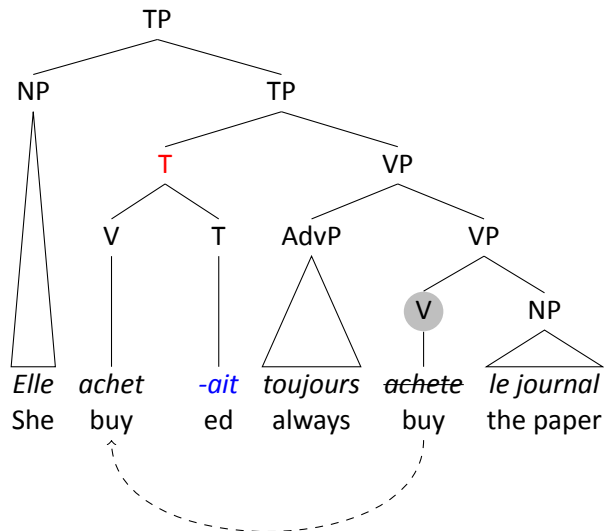 TP
NP TP
T VP
V T AdvP VP
V NP
Elle achet -ait toujours achete le journal
She buy ed always buy the paper